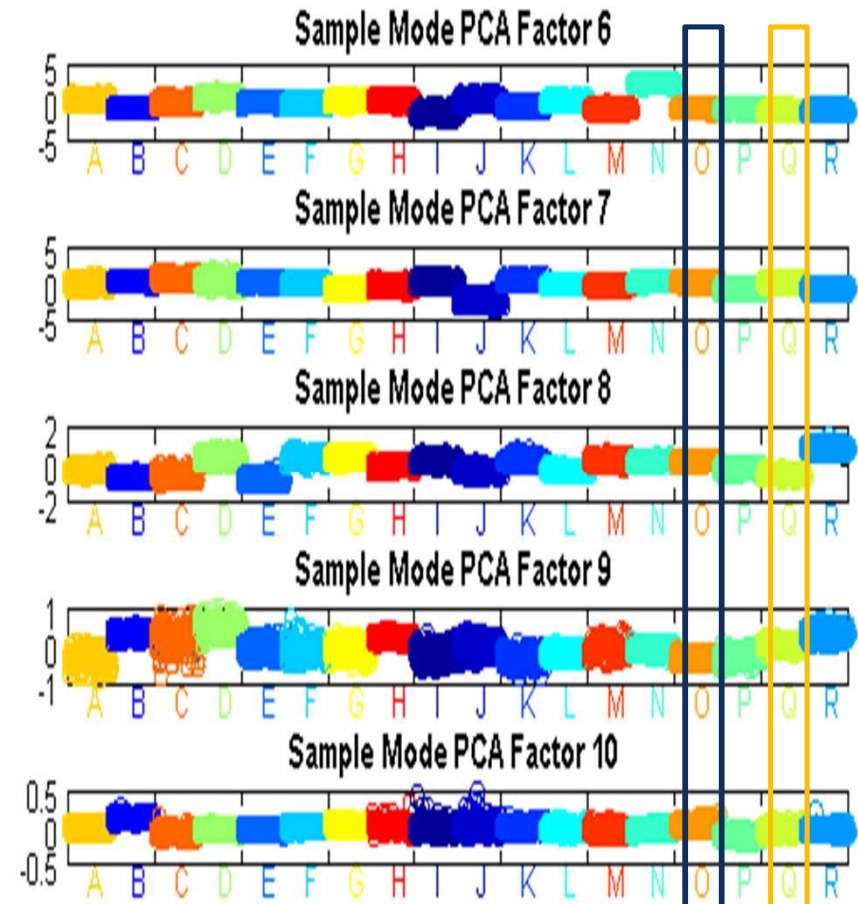 Sample Mode PCA Factor 6
5
0
-5
A B C D E F G H I J K L M N O P Q R
Sample Mode PCA Factor 7
5
0
-5
A B C D E F G H I J K L M N O P Q R
Sample Mode PCA Factor 8
2
0
-2
A B C D E F G H I J K L M N O P Q R
Sample Mode PCA Factor 9
1
0
-1
A B C D E F G H I J K L M N O P Q R
Sample Mode PCA Factor 10
0.5
0
-0.5
A B C D E F G H I J K L M N O P Q R